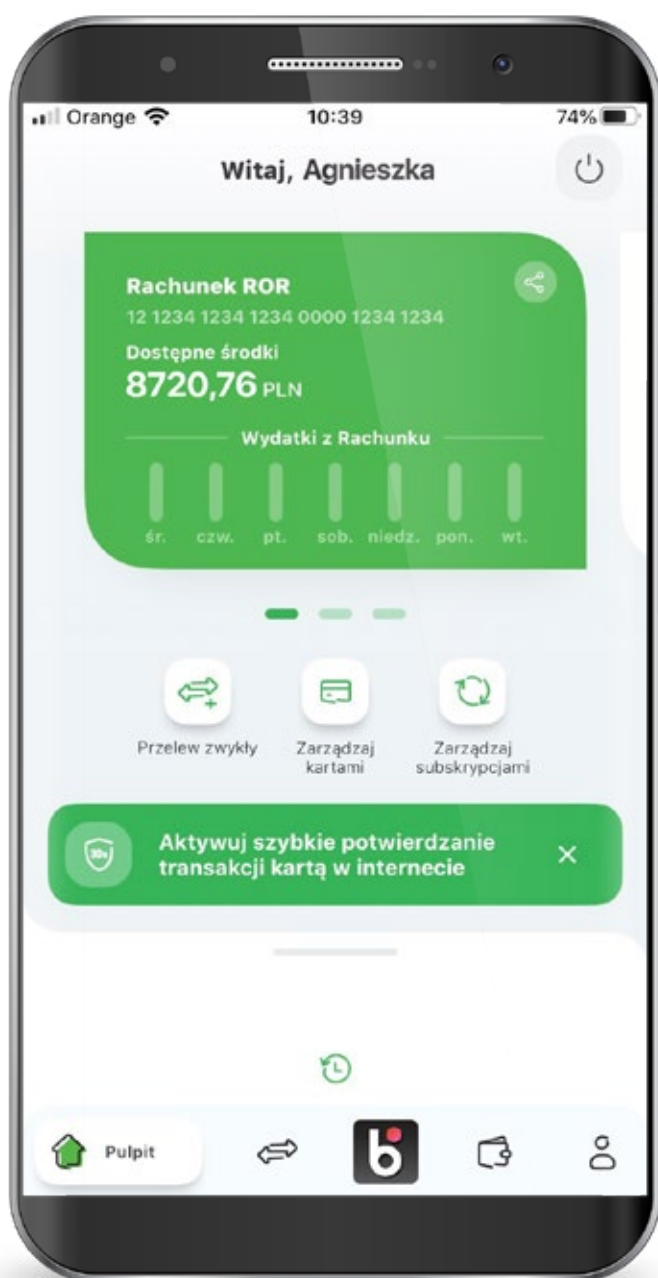 Orange 10:39 74%
Witaj, Agnieszka
Rachunek ROR
12 1234 1234 1234 0000 1234 1234
Dostępne środki
8720,76 PLN
Wydatki z Rachunku
śr. czw. pt. sob. niedz. pon. wt.
Przelew zwykły
Zarządzaj
kartami
Zarządzaj
subskrypcjami
Aktywuj szybkie potwierdzanie
transakcji kartą w internecie
Pulpit